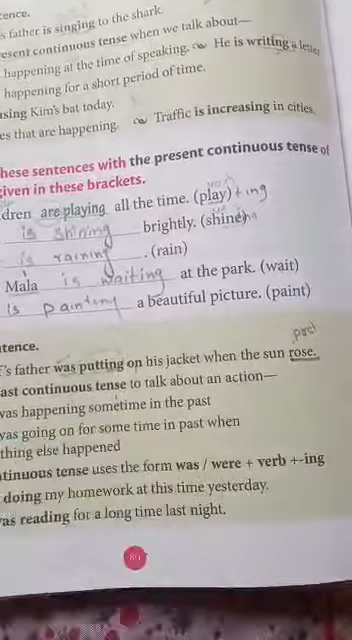 tence.
s father is singing to the shark.
esent continuous tense when we talk about—
happening at the time of speaking. He is writing a letter
happening for a short period of time.
using Kim's bat today.
es that are happening. Traffic is increasing in cities.
hese sentences with the present continuous tense of
given in these brackets.
dren are playing all the time. (play) + ing
is shining brightly. (shine)
is raining. (rain)
Mala is waiting at the park. (wait)
is painting a beautiful picture. (paint)
tence.
past
's father was putting on his jacket when the sun rose.
ast continuous tense to talk about an action—
was happening sometime in the past
was going on for some time in past when
thing else happened
tinuous tense uses the form was / were + verb +-ing
doing my homework at this time yesterday.
as reading for a long time last night.